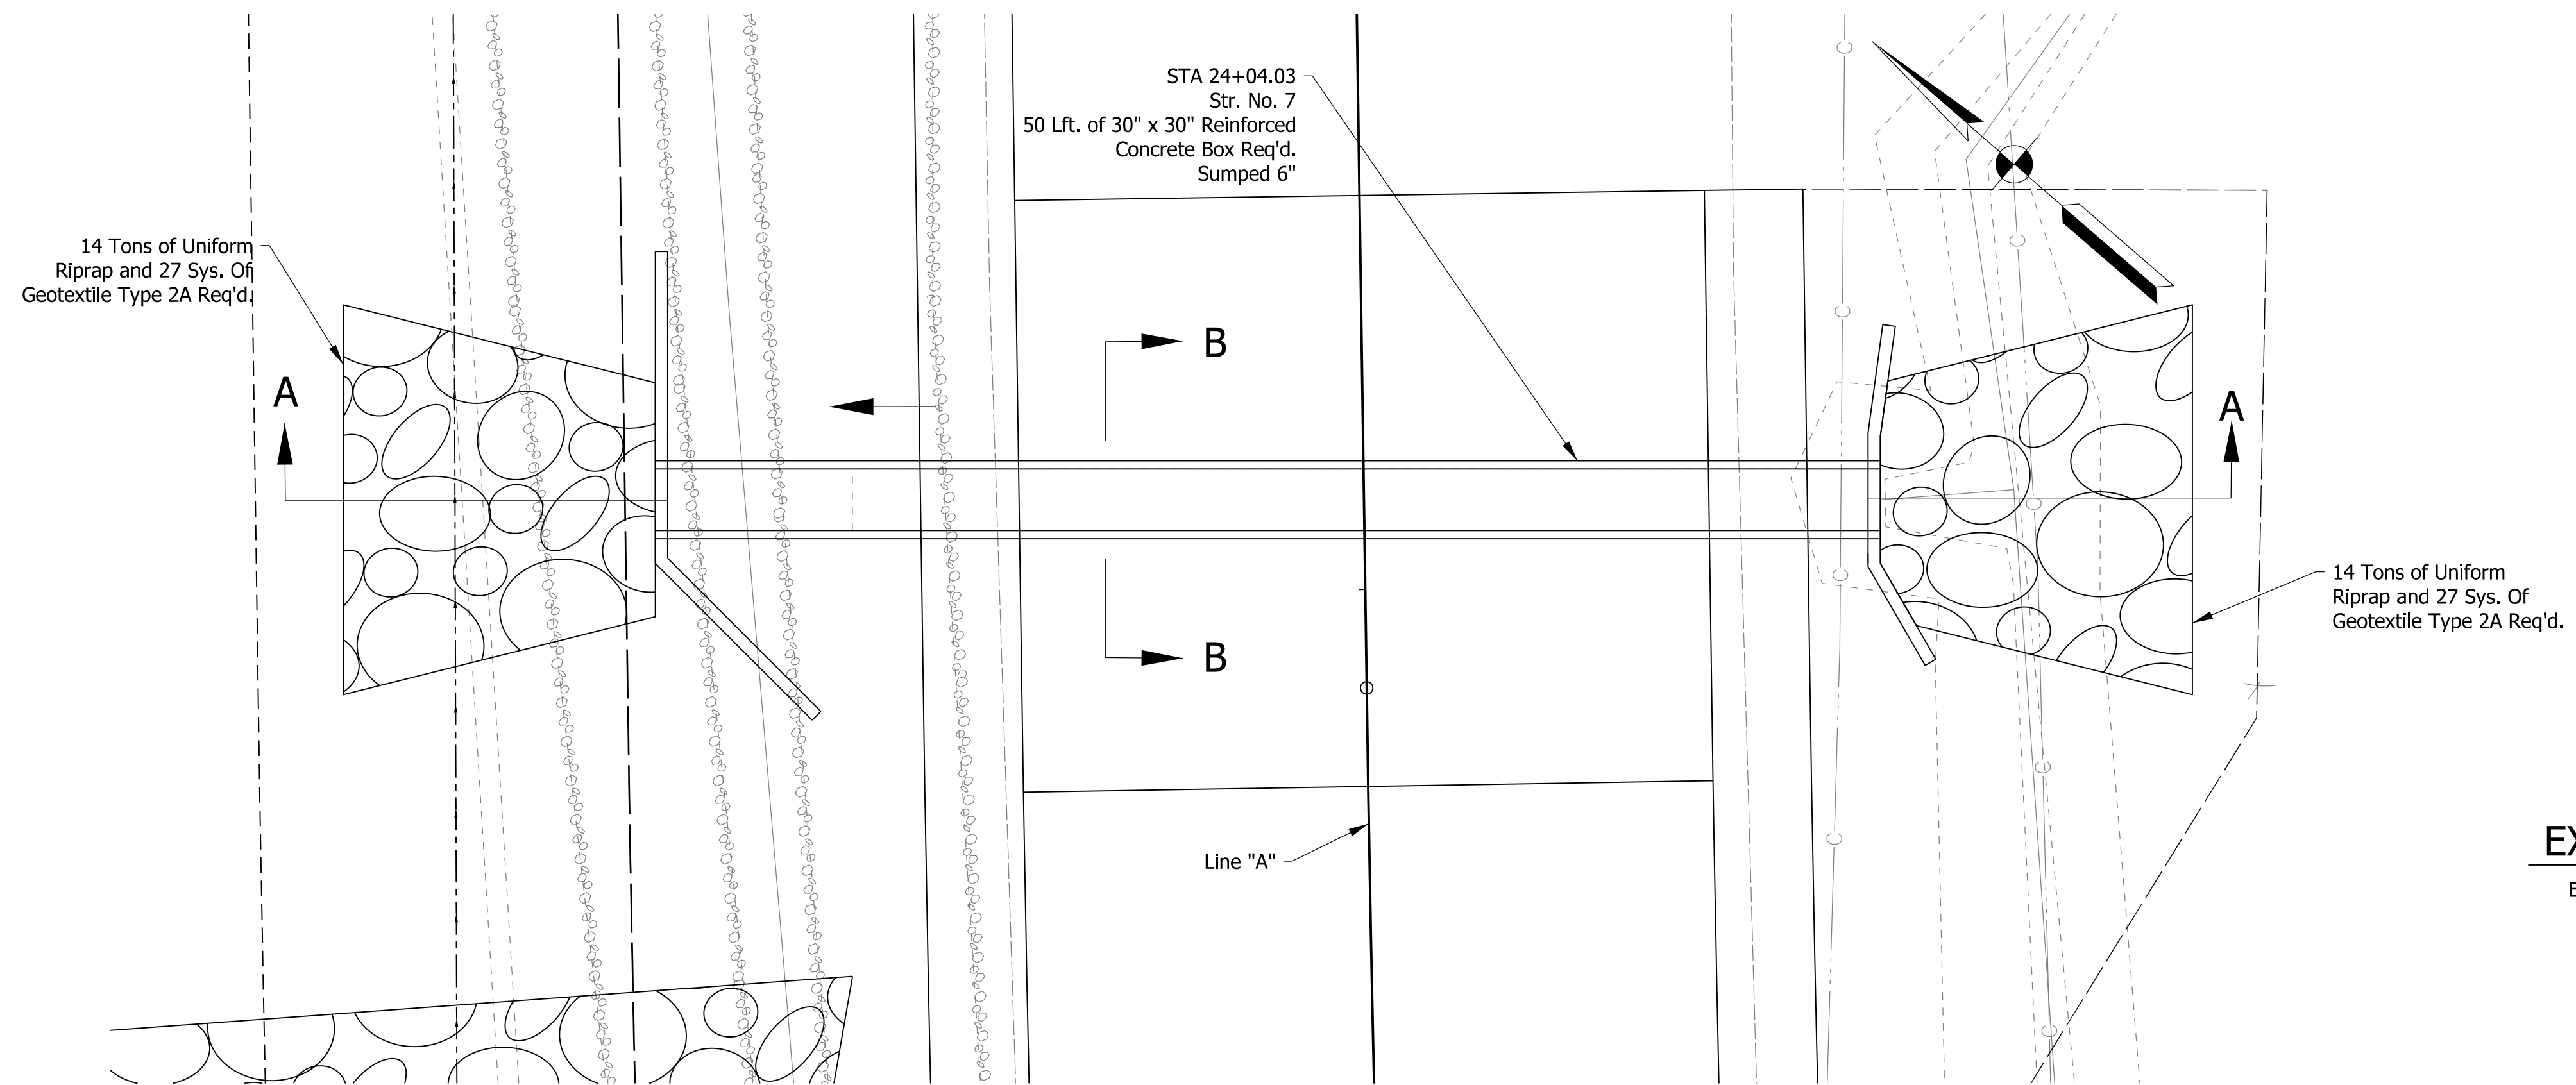 STA 24+04.03
Str. No. 7
50 Lft. of 30" x 30" Reinforced
Concrete Box Req'd.
Sumped 6"
14 Tons of Uniform
Riprap and 27 Sys. Of
Geotextile Type 2A Req'd.
A
B
A
B
14 Tons of Uniform
Riprap and 27 Sys. Of
Geotextile Type 2A Req'd.
Line "A"
C
C
C
C
C
C
C
C
C
EX
E